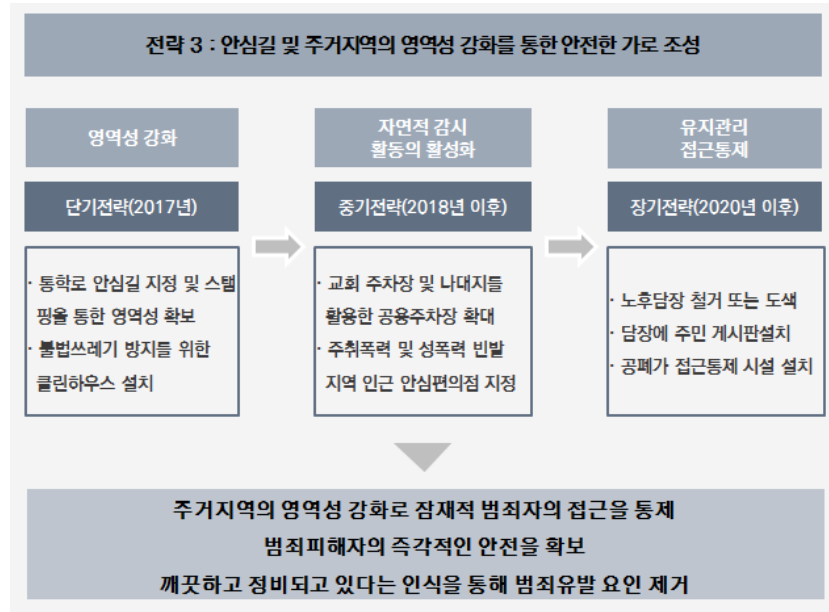 전략 3 : 안심길 및 주거지역의 영역성 강화를 통한 안전한 가로 조성
영역성 강화
단기전략(2017년)
· 통학로 안심길 지정 및 스탬
핑을 통한 영역성 확보
· 불법쓰레기 방지를 위한
클린하우스 설치
자연적 감시
활동의 활성화
중기전략(2018년 이후)
· 교회 주차장 및 나대지를
활용한 공용주차장 확대
· 주취폭력 및 성폭력 빈발
지역 인근 안심편의점 지정
유지관리
접근통제
장기전략(2020년 이후)
· 노후담장 철거 또는 도색
· 담장에 주민 게시판설치
· 공폐가 접근통제 시설 설치
주거지역의 영역성 강화로 잠재적 범죄자의 접근을 통제
범죄피해자의 즉각적인 안전을 확보
깨끗하고 정비되고 있다는 인식을 통해 범죄유발 요인 제거